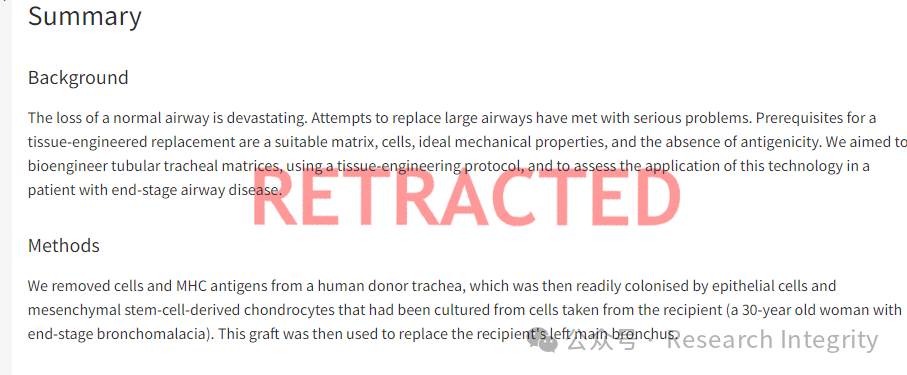 Summary
Background
The loss of a normal airway is devastating. Attempts to replace large airways have met with serious problems. Prerequisites for a
tissue-engineered replacement are a suitable matrix, cells, ideal mechanical properties, and the absence of antigenicity. We aimed to
bioengineer tubular tracheal matrices, using a tissue-engineering protocol, and to assess the application of this technology in a
patient with end-stage airway disease.
RETRACTED
Methods
We removed cells and MHC antigens from a human donor trachea, which was then readily colonised by epithelial cells and
mesenchymal stem-cell-derived chondrocytes that had been cultured from cells taken from the recipient (a 30-year old woman with
end-stage bronchomalacia). This graft was then used to replace the recipient's left main bronchus.
公众号 · Research Integrity